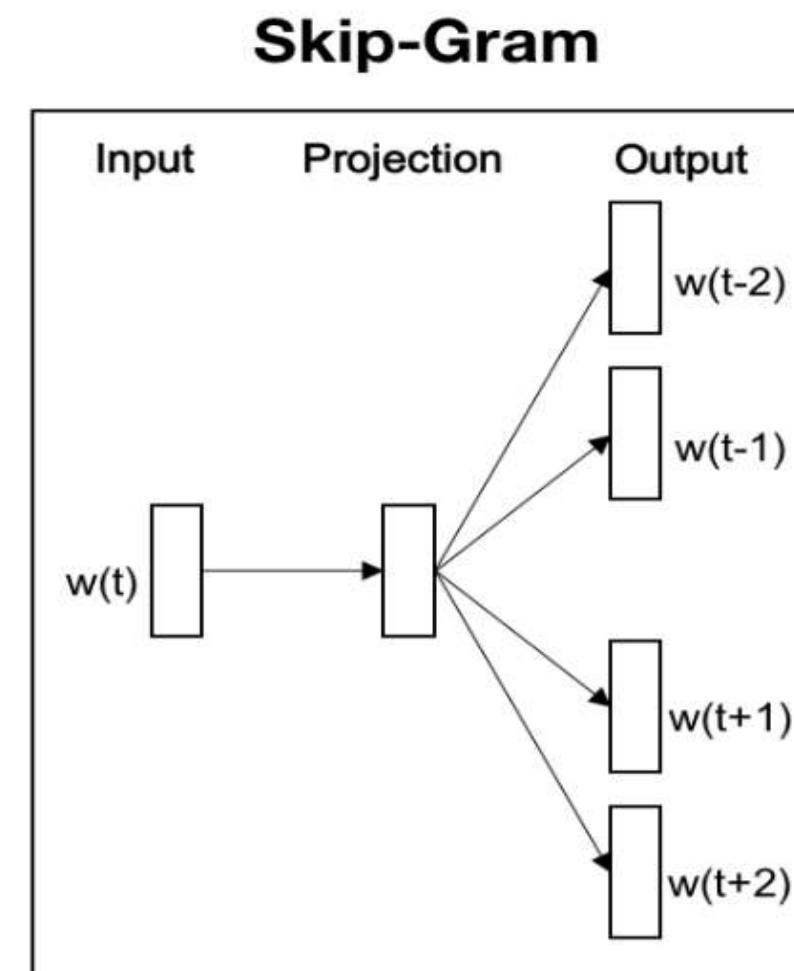 Skip-Gram
Input Projection Output
w(t-2)
w(t-1)
w(t)
w(t+1)
w(t+2)